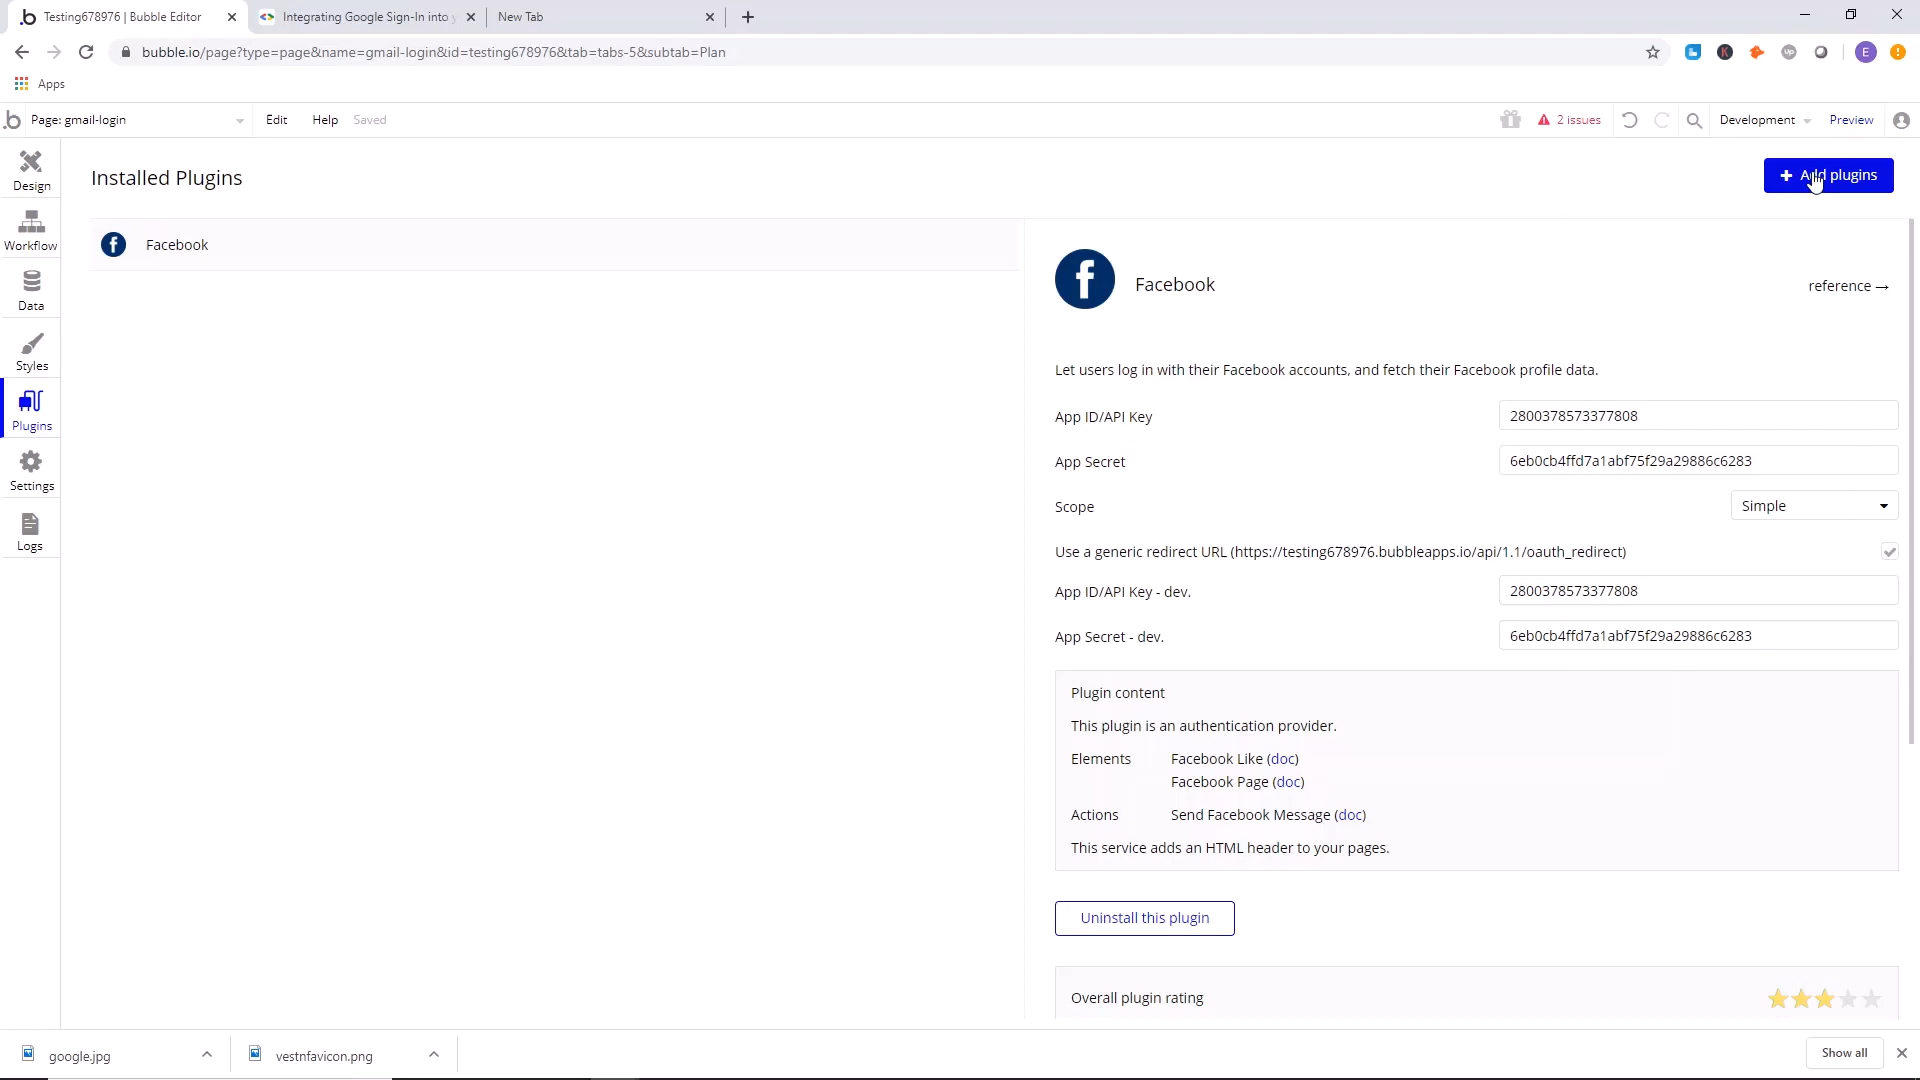 Testing678976 | Bubble Editor
Integrating Google Sign-In into y
New Tab
bubble.io/page?type=page&name=gmail-login&id=testing678976&tab=tabs-5&subtab=Plan
E
Apps
Page: gmail-login
Edit
Help
Saved
2 issues
Development
Preview
Design
Workflow
Data
Styles
Plugins
Settings
Logs
Installed Plugins
+ Add plugins
Facebook
Facebook
reference →
Let users log in with their Facebook accounts, and fetch their Facebook profile data.
App ID/API Key
2800378573377808
App Secret
6eb0cb4ffd7a1abf75f29a29886c6283
Scope
Simple
Use a generic redirect URL (https://testing678976.bubbleapps.io/api/1.1/oauth_redirect)
App ID/API Key - dev.
2800378573377808
App Secret - dev.
6eb0cb4ffd7a1abf75f29a29886c6283
Plugin content
This plugin is an authentication provider.
Elements
Facebook Like (doc)
Facebook Page (doc)
Actions
Send Facebook Message (doc)
This service adds an HTML header to your pages.
Uninstall this plugin
Overall plugin rating
google.jpg
vestnfavicon.png
Show all